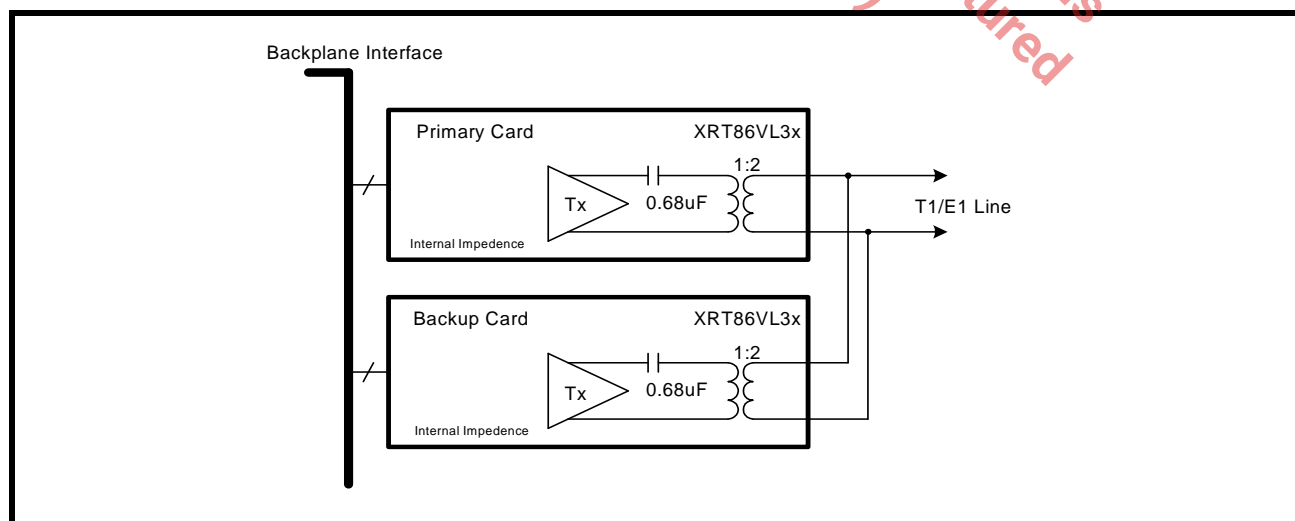 tured
Backplane Interface
Primary Card XRT86VL3x
1:2
Tx 0.68uF
Internal Impedence
T1/E1 Line
Backup Card XRT86VL3x
1:2
Tx 0.68uF
Internal Impedence